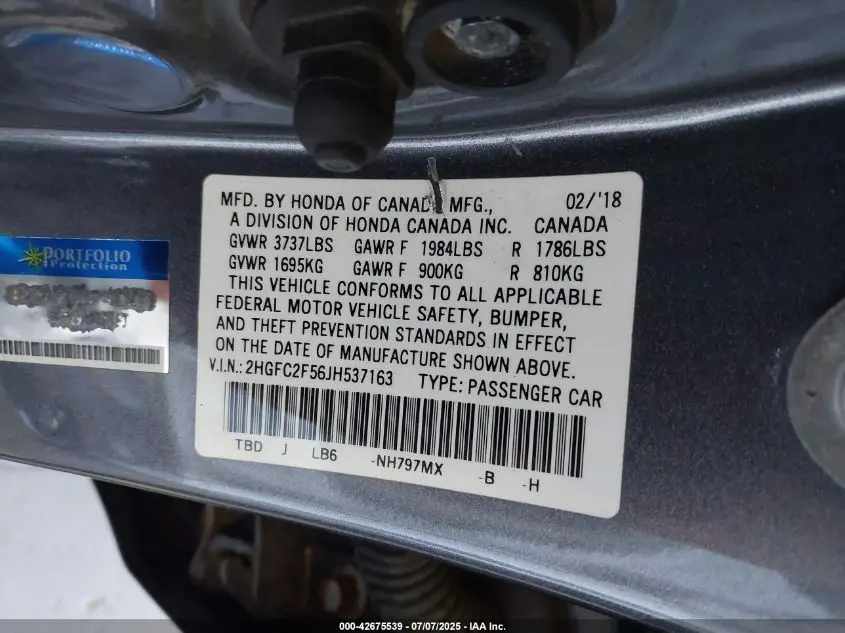 MFD. BY HONDA OF CANADA MFG., 02/'18
A DIVISION OF HONDA CANADA INC. CANADA
GVWR 3737LBS GAWR F 1984LBS R 1786LBS
GVWR 1695KG GAWR F 900KG R 810KG
THIS VEHICLE CONFORMS TO ALL APPLICABLE
FEDERAL MOTOR VEHICLE SAFETY, BUMPER,
AND THEFT PREVENTION STANDARDS IN EFFECT
ON THE DATE OF MANUFACTURE SHOWN ABOVE.
V.I.N.: 2HGFC2F56JH537163 TYPE: PASSENGER CAR
TBD J LB6 -NH797MX -B -H
PORTFOLIO
Protection
000-42675539 / 07/07/2025 - IAA Inc.